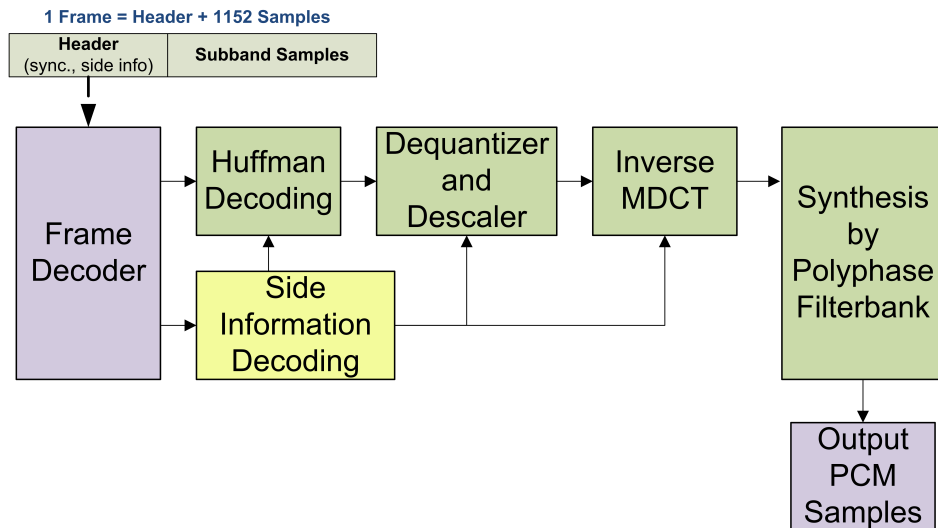 1 Frame = Header + 1152 Samples
Header
(sync., side info)
Subband Samples
Frame
Decoder
Huffman
Decoding
Dequantizer
and
Descaler
Inverse
MDCT
Synthesis
by
Polyphase
Filterbank
Side
Information
Decoding
Output
PCM
Samples